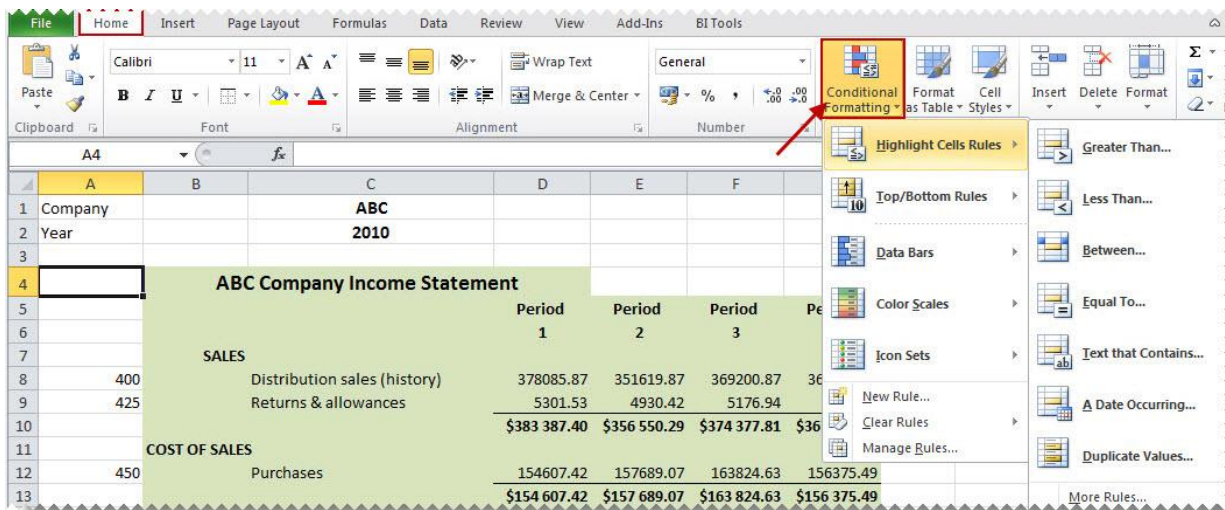 File Home Insert Page Layout Formulas Data Review View Add-Ins BI Tools
Calibri 11 A A Wrap Text General
Paste B I U A Merge & Center % , .0 .00 .00 .0 Conditional Formatting Format as Table Cell Styles Insert Delete Format Σ
Clipboard Font Alignment Number
A4 fx
A B C D E F
1 Company ABC
2 Year 2010
3
4 ABC Company Income Statement
5 Period Period Period Pe
6 1 2 3
7 SALES
8 400 Distribution sales (history) 378085.87 351619.87 369200.87 36
9 425 Returns & allowances 5301.53 4930.42 5176.94
10 $383 387.40 $356 550.29 $374 377.81 $36
11 COST OF SALES
12 450 Purchases 154607.42 157689.07 163824.63 156375.49
13 $154 607.42 $157 689.07 $163 824.63 $156 375.49
Highlight Cells Rules
Top/Bottom Rules
Data Bars
Color Scales
Icon Sets
New Rule...
Clear Rules
Manage Rules...
Greater Than...
Less Than...
Between...
Equal To...
Text that Contains...
A Date Occurring...
Duplicate Values...
More Rules...